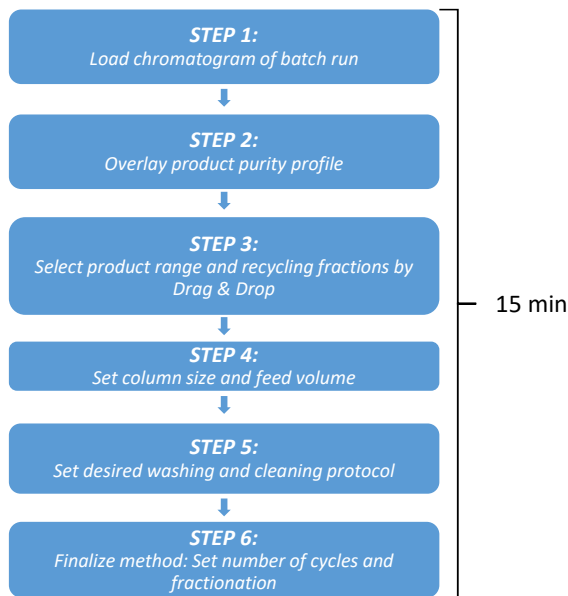 STEP 1:
Load chromatogram of batch run
STEP 2:
Overlay product purity profile
STEP 3:
Select product range and recycling fractions by
Drag & Drop
15 min
STEP 4:
Set column size and feed volume
STEP 5:
Set desired washing and cleaning protocol
STEP 6:
Finalize method: Set number of cycles and
fractionation